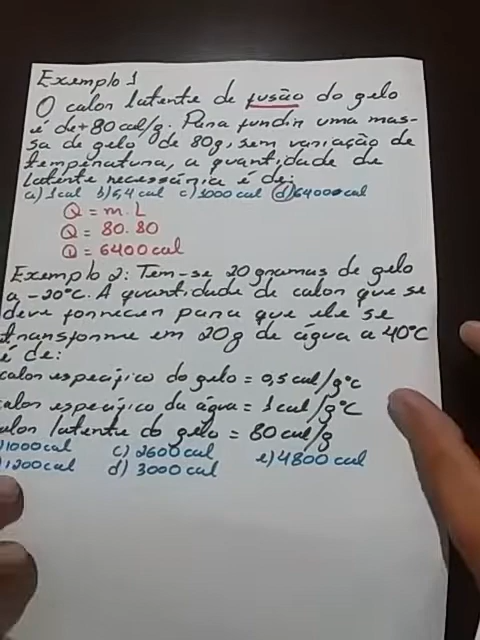 Exemplo 1
O calor latente de fusão do gelo
é de +80 cal/g. Para fundir uma mas-
sa de gelo de 80g, sem variação de
temperatura, a quantidade de
latente necessária é de:
a) 1cal b) 6,4 cal c) 1000 cal d) 6400 cal
Q = m.L
Q = 80.80
Q = 6400 cal
Exemplo 2: Tem-se 20 gramas de gelo
a -20°C. A quantidade de calor que se
deve fornecer para que ele se
transforme em 20g de água a 40°C
é de:
calor específico do gelo = 0,5 cal/g°C
calor específico da água = 1 cal/g°C
calor latente do gelo = 80 cal/g
) 1000 cal c) 2600 cal e) 4800 cal
) 1200 cal d) 3000 cal